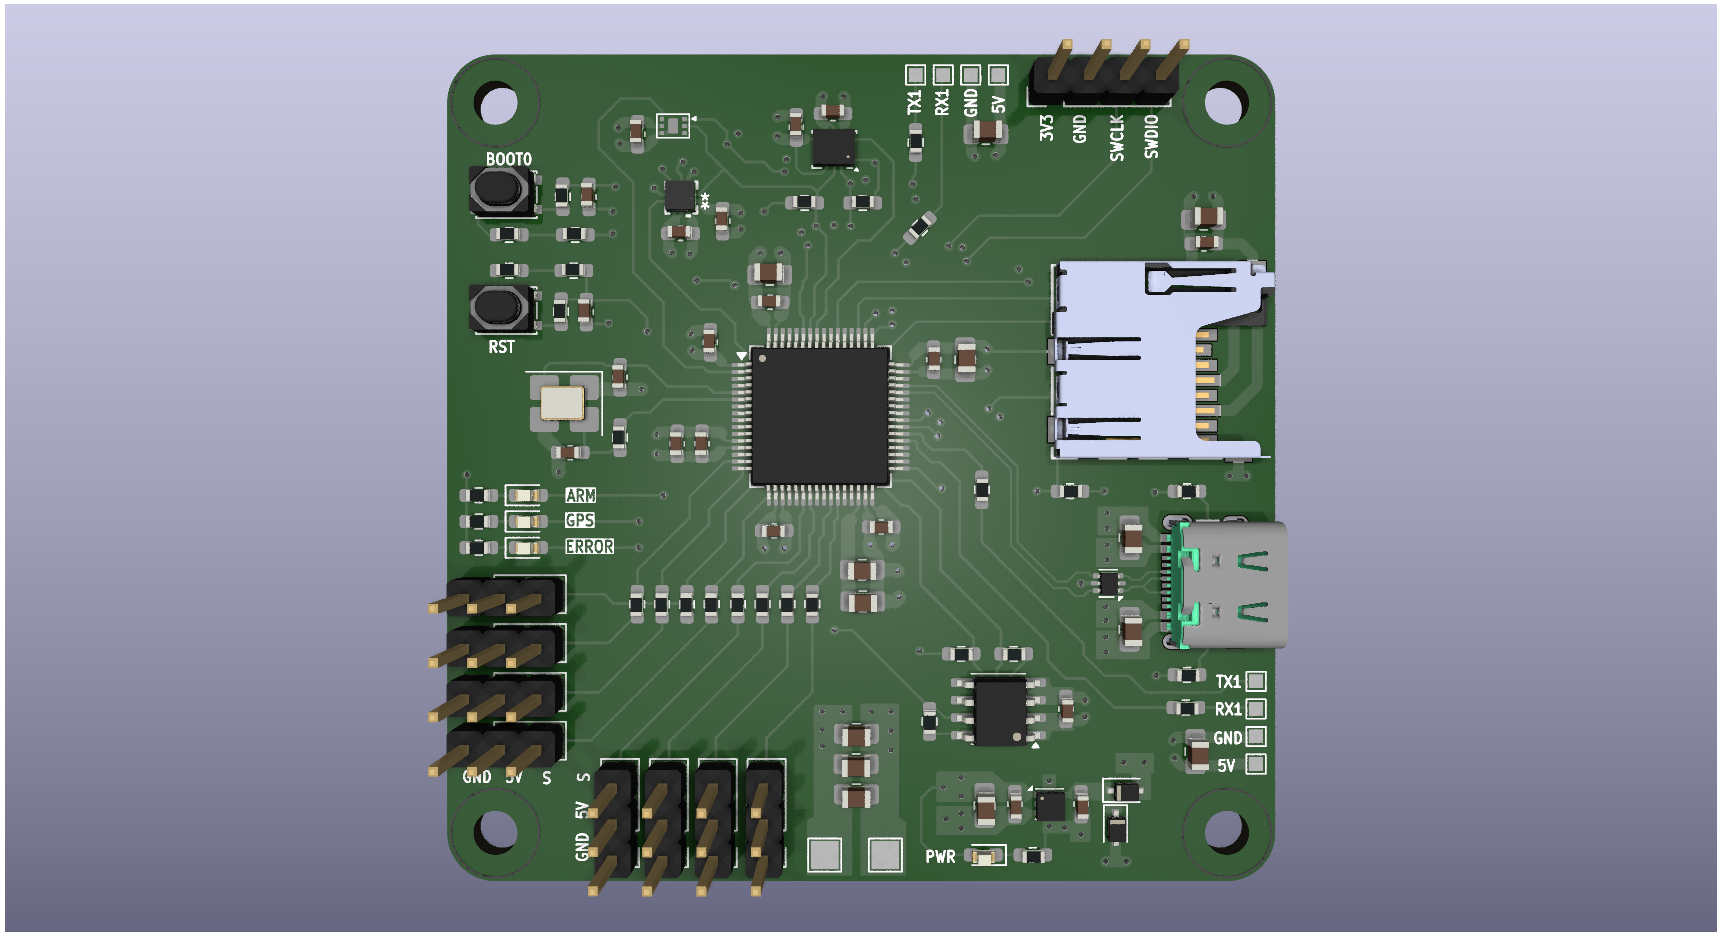 TX1
RX1
GND
5V
3V3
GND
SWCLK
SWDIO
BOOT0
**
RST
ARM
GPS
ERROR
TX1
RX1
GND
5V
GND 5V S
S
5V
GND
PWR